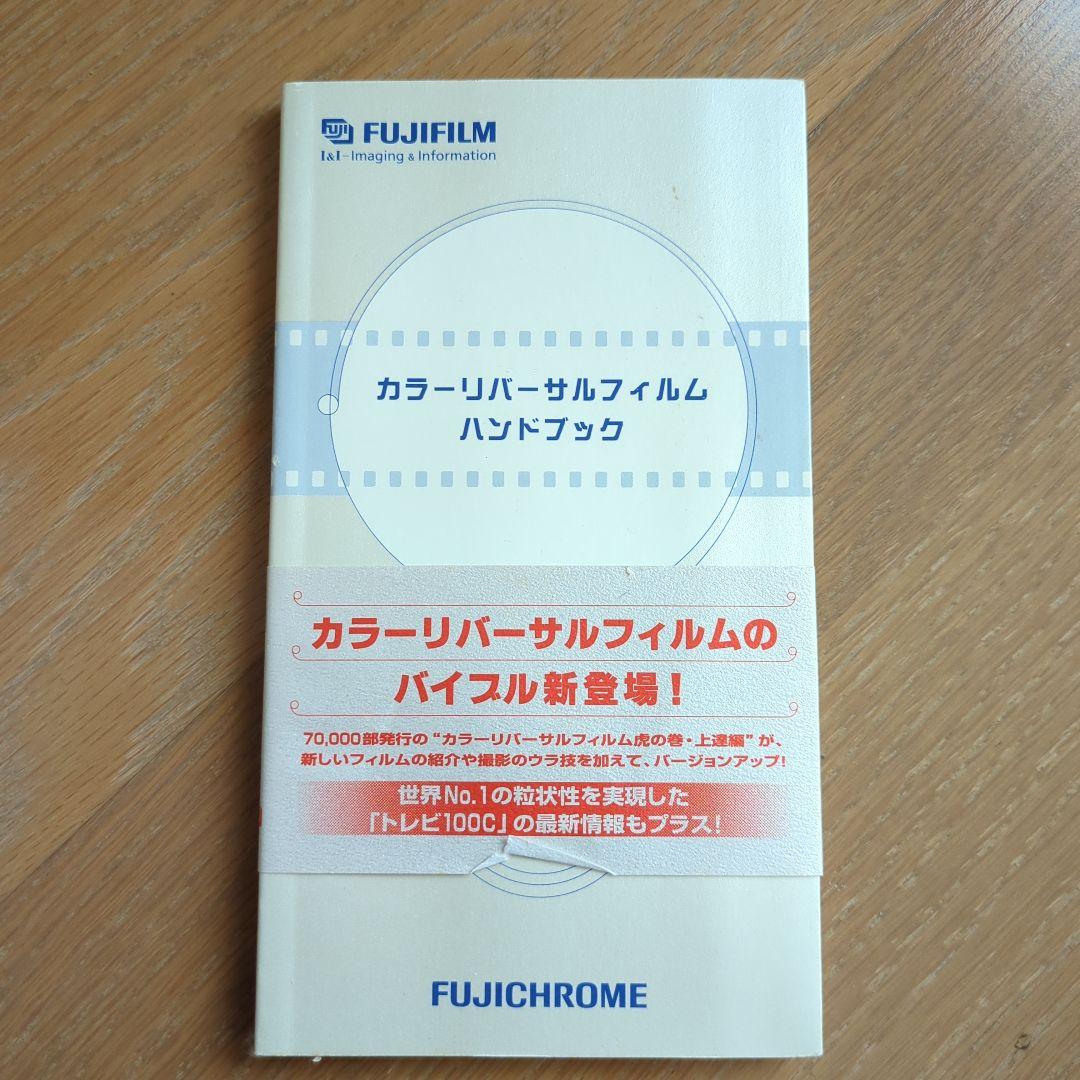 FUJI FUJIFILM
I&I-Imaging & Information
カラーリバーサルフィルム
ハンドブック
カラーリバーサルフィルムの
バイブル新登場!
70,000部発行の“カラーリバーサルフィルム虎の巻・上達編”が、
新しいフィルムの紹介や撮影のウラ技を加えて、バージョンアップ!
世界No.1の粒状性を実現した
「トレビ100C」の最新情報もプラス!
FUJICHROME